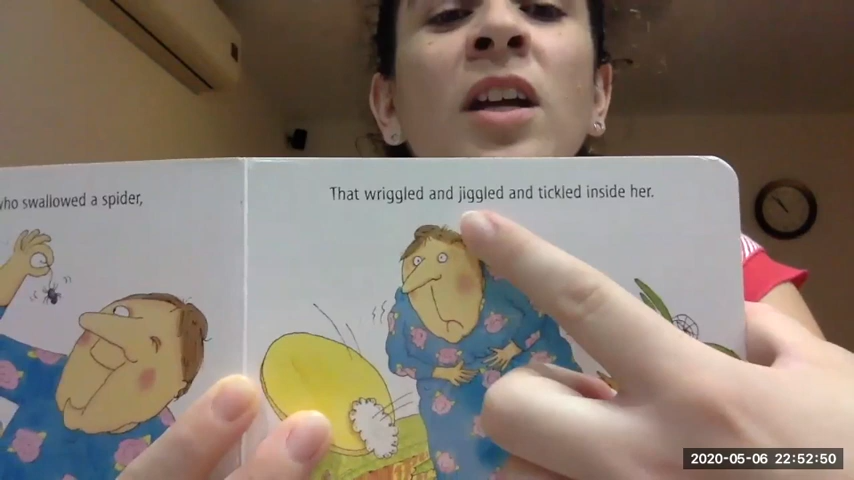 who swallowed a spider,
That wriggled and jiggled and tickled inside her.
2020-05-06 22:52:50